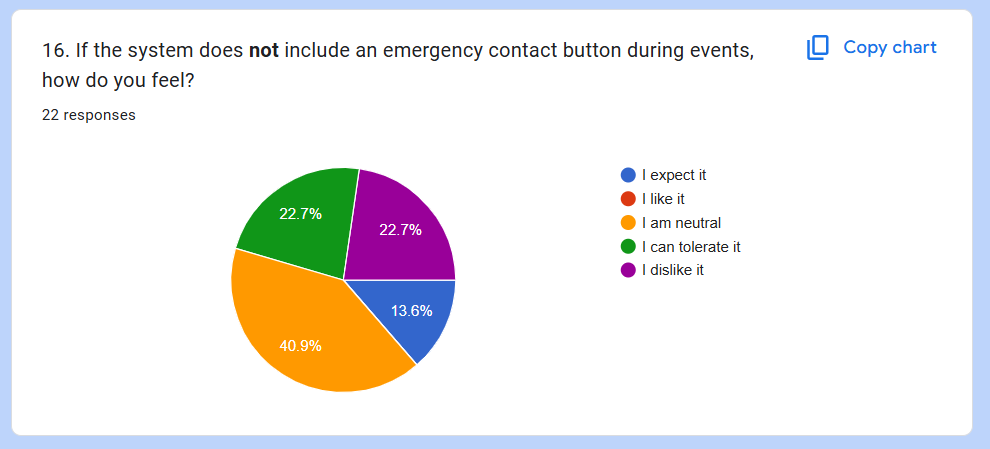 16. If the system does not include an emergency contact button during events,
how do you feel?
Copy chart
22 responses
22.7%
22.7%
13.6%
40.9%
I expect it
I like it
I am neutral
I can tolerate it
I dislike it